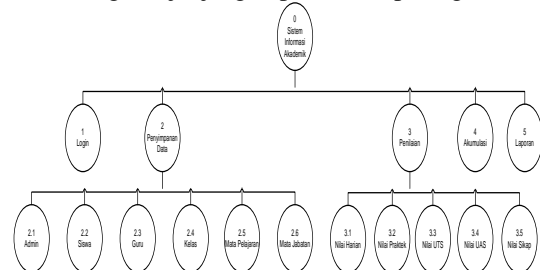 0
Sistem
Informasi
Akademik
1
Login
2
Penyimpanan
Data
3
Penilaian
4
Akumulasi
5
Laporan
2.1
Admin
2.2
Siswa
2.3
Guru
2.4
Kelas
2.5
Mata Pelajaran
2.6
Mata Jabatan
3.1
Nilai Harian
3.2
Nilai Praktek
3.3
Nilai UTS
3.4
Nilai UAS
3.5
Nilai Sikap